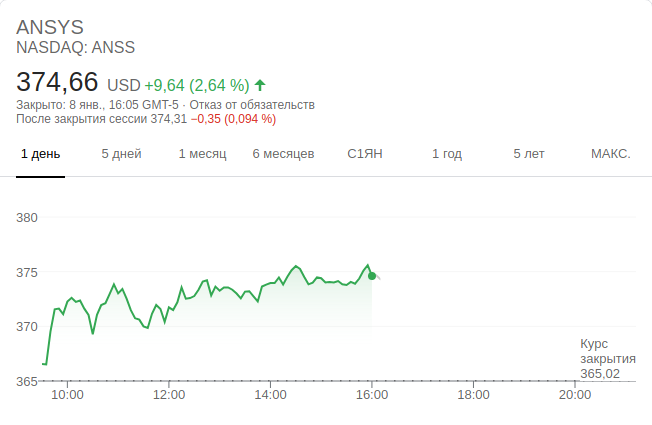 ANSYS
NASDAQ: ANSS
374,66 USD +9,64 (2,64 %)
Закрыто: 8 янв., 16:05 GMT-5 · Отказ от обязательств
После закрытия сессии 374,31 −0,35 (0,094 %)
1 день 5 дней 1 месяц 6 месяцев С1ЯН 1 год 5 лет МАКС.
380
375
370
Курс
закрытия
365,02
365
10:00 12:00 14:00 16:00 18:00 20:00